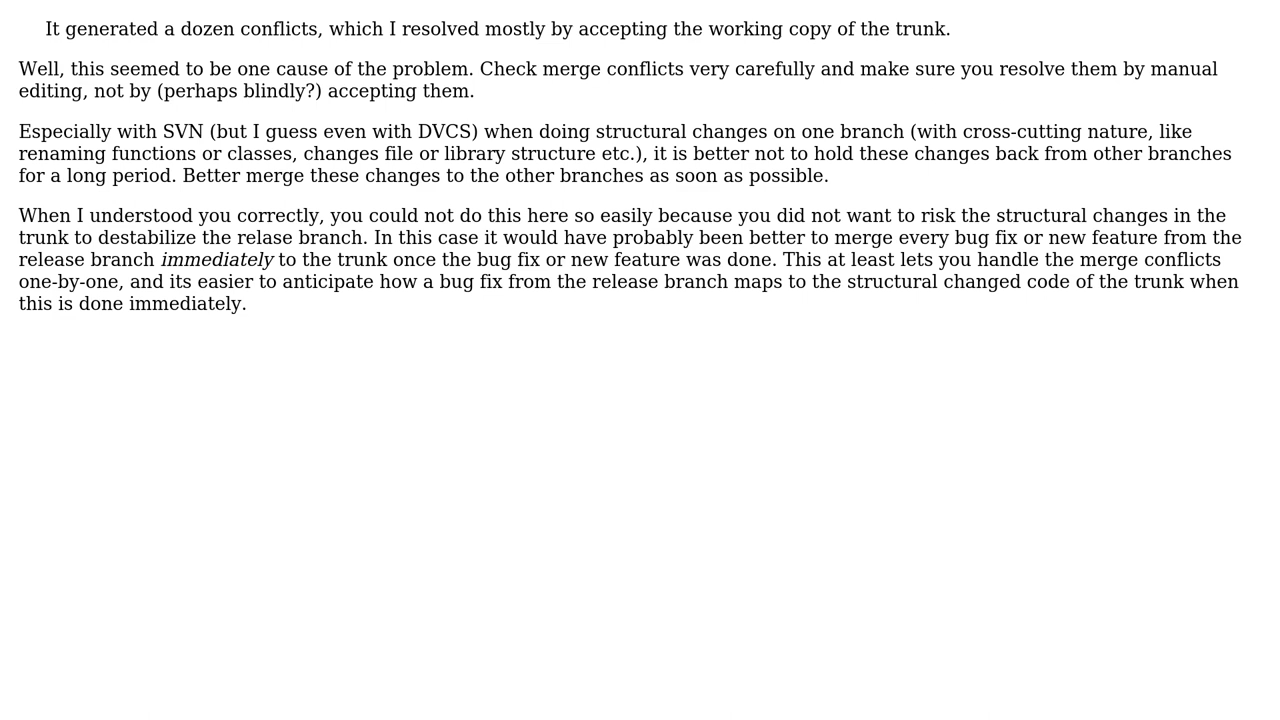 It generated a dozen conflicts, which I resolved mostly by accepting the working copy of the trunk.
Well, this seemed to be one cause of the problem. Check merge conflicts very carefully and make sure you resolve them by manual
editing, not by (perhaps blindly?) accepting them.
Especially with SVN (but I guess even with DVCS) when doing structural changes on one branch (with cross-cutting nature, like
renaming functions or classes, changes file or library structure etc.), it is better not to hold these changes back from other branches
for a long period. Better merge these changes to the other branches as soon as possible.
When I understood you correctly, you could not do this here so easily because you did not want to risk the structural changes in the
trunk to destabilize the relase branch. In this case it would have probably been better to merge every bug fix or new feature from the
release branch immediately to the trunk once the bug fix or new feature was done. This at least lets you handle the merge conflicts
one-by-one, and its easier to anticipate how a bug fix from the release branch maps to the structural changed code of the trunk when
this is done immediately.